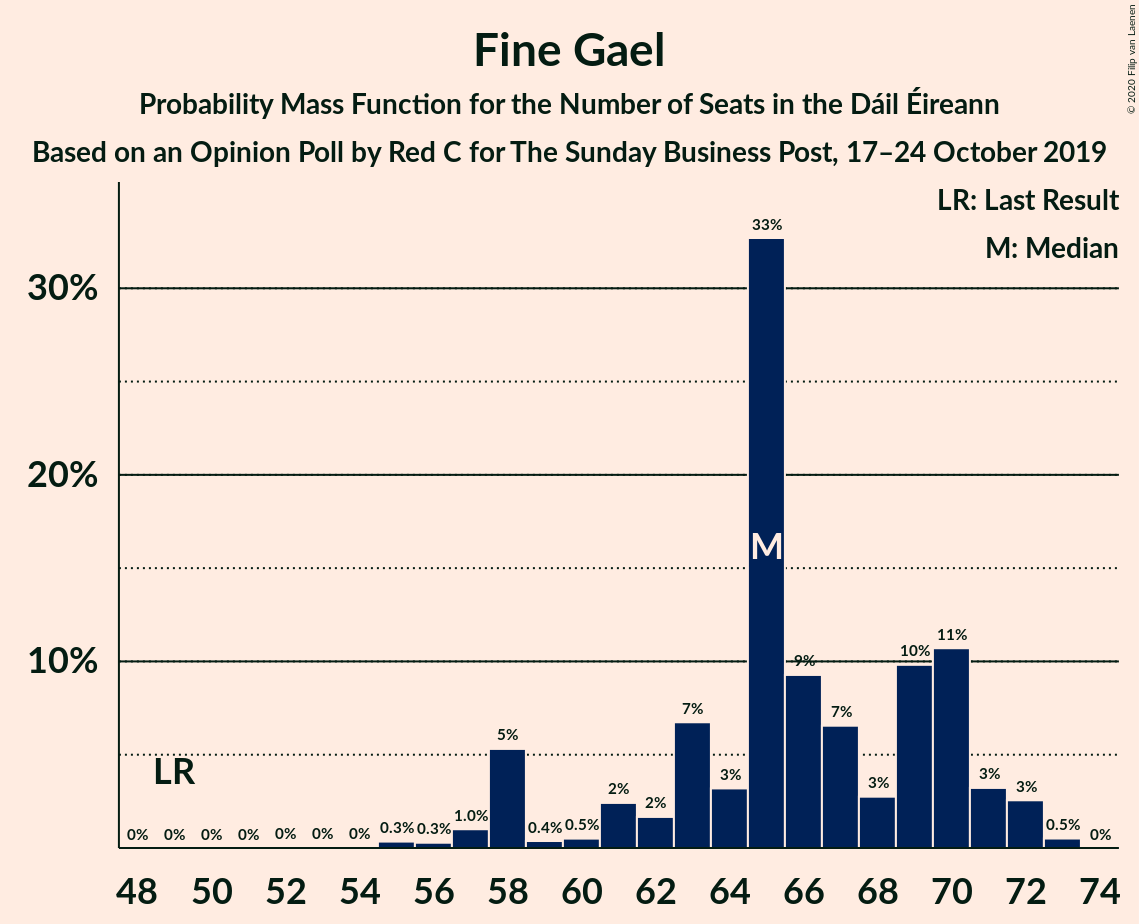 Fine Gael
Probability Mass Function for the Number of Seats in the Dáil Éireann
Based on an Opinion Poll by Red C for The Sunday Business Post, 17–24 October 2019
© 2020 Filip van Laenen
LR: Last Result
M: Median
30%
20%
10%
33%
M
9%
10%
11%
7%
7%
5%
3%
3%
3%
3%
2%
2%
LR
0% 0% 0% 0% 0% 0% 0% 0.3% 0.3% 1.0% 0.4% 0.5% 0.5% 0%
48 50 52 54 56 58 60 62 64 66 68 70 72 74